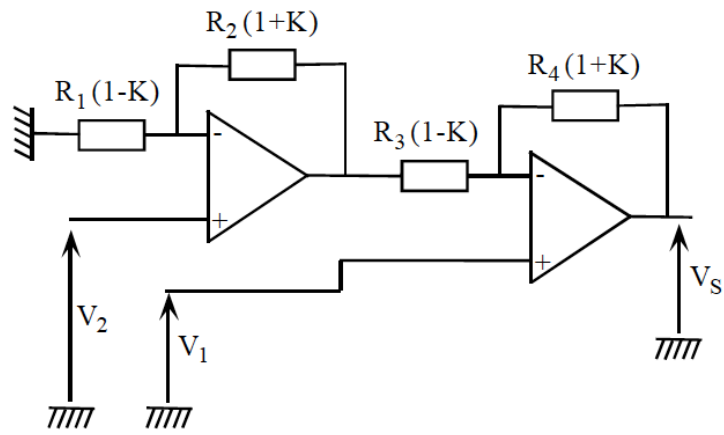 R2 (1+K)
R4 (1+K)
R1 (1-K)
R3 (1-K)
-
-
+
+
V2
V1
VS